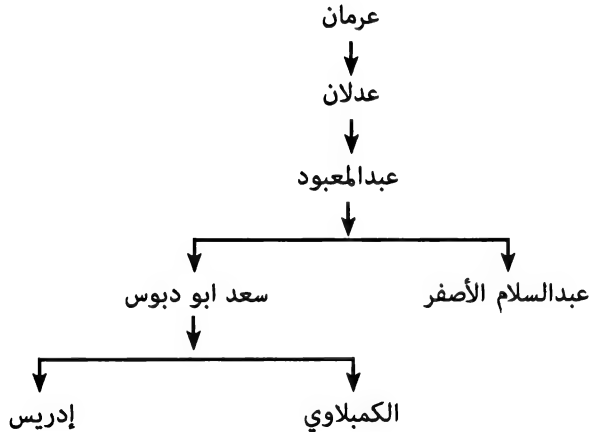 عرمان
عدلان
عبدالمعبود
عبدالسلام الأصفر
سعد ابو دبوس
الكمبلاوي
إدريس